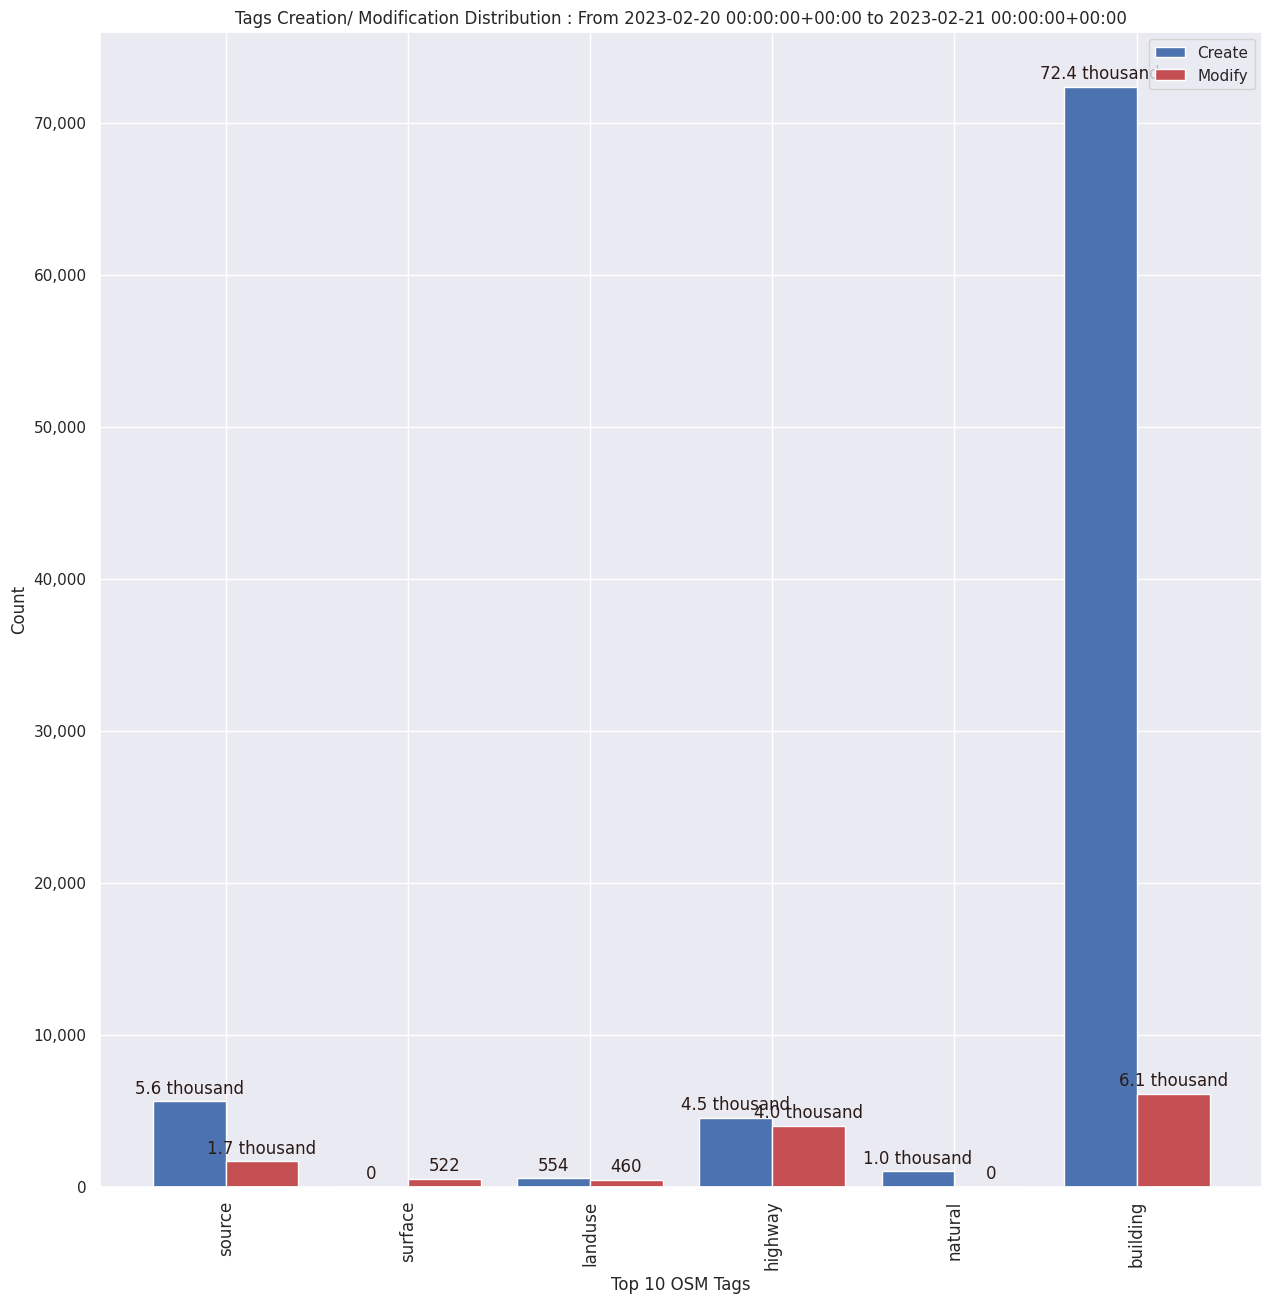 Tags Creation/ Modification Distribution : From 2023-02-20 00:00:00+00:00 to 2023-02-21 00:00:00+00:00
Create
Modify
72.4 thousand
70,000
60,000
50,000
40,000
30,000
20,000
10,000
0
Count
5.6 thousand
1.7 thousand
0
522
554
460
4.5 thousand
4.0 thousand
1.0 thousand
0
6.1 thousand
source
surface
landuse
highway
natural
building
Top 10 OSM Tags